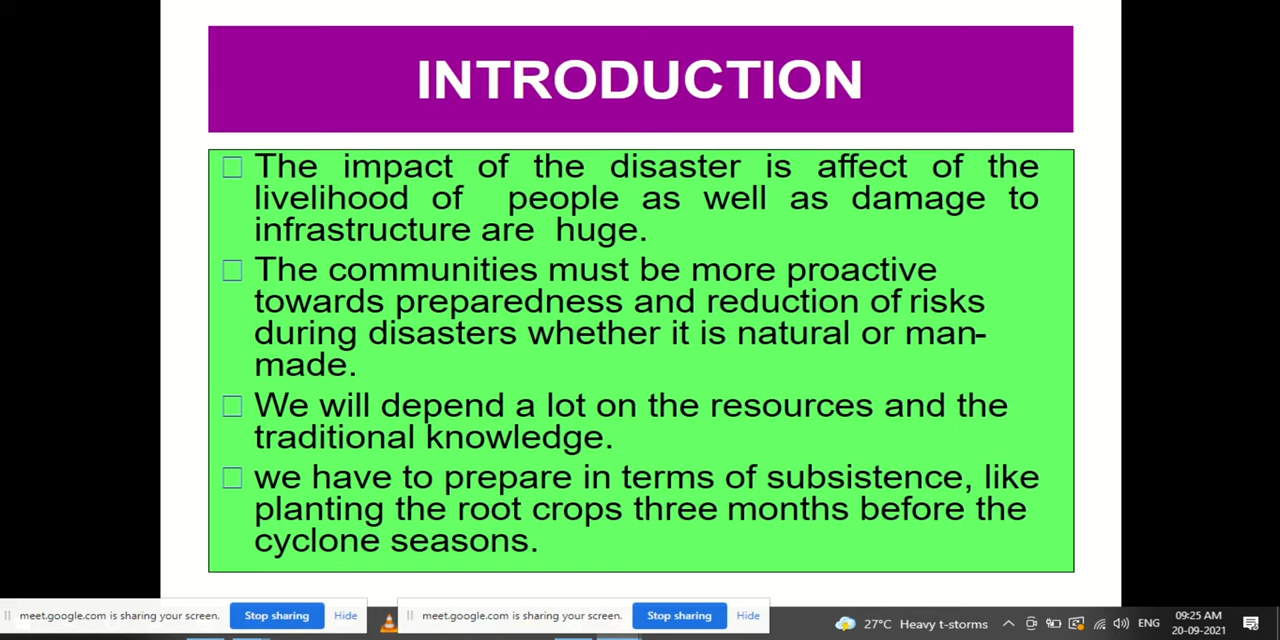 INTRODUCTION
The impact of the disaster is affect of the
livelihood of people as well as damage to
infrastructure are huge.
The communities must be more proactive
towards preparedness and reduction of risks
during disasters whether it is natural or man-
made.
We will depend a lot on the resources and the
traditional knowledge.
we have to prepare in terms of subsistence, like
planting the root crops three months before the
cyclone seasons.
meet.google.com is sharing your screen. Stop sharing Hide
meet.google.com is sharing your screen. Stop sharing Hide
27°C Heavy t-storms ENG 09:25 AM
20-09-2021